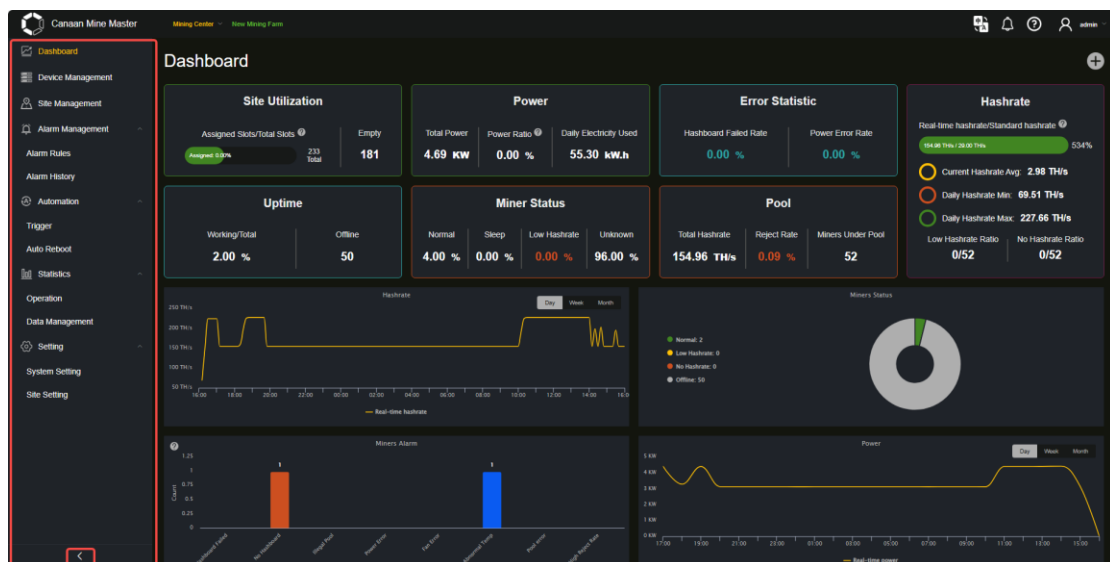 Canaan Mine Master
Mining Center
New Mining Farm
admin
Dashboard
Device Management
Site Management
Alarm Management
Alarm Rules
Alarm History
Automation
Trigger
Auto Reboot
Statistics
Operation
Data Management
Setting
System Setting
Site Setting
Dashboard
Site Utilization
Assigned Slots/Total Slots
Empty
Assigned: 0.00%
233
Total
181
Power
Total Power
Power Ratio
Daily Electricity Used
4.69 KW
0.00 %
55.30 kW.h
Error Statistic
Hashboard Failed Rate
Power Error Rate
0.00 %
0.00 %
Hashrate
Real-time hashrate/Standard hashrate
154.96 TH/s / 29.00 TH/s
534%
Current Hashrate Avg: 2.98 TH/s
Daily Hashrate Min: 69.51 TH/s
Daily Hashrate Max: 227.66 TH/s
Low Hashrate Ratio
No Hashrate Ratio
0/52
0/52
Uptime
Working/Total
Offline
2.00 %
50
Miner Status
Normal
Sleep
Low Hashrate
Unknown
4.00 %
0.00 %
0.00 %
96.00 %
Pool
Total Hashrate
Reject Rate
Miners Under Pool
154.96 TH/s
0.09 %
52
Hashrate
Day Week Month
250 TH/s
200 TH/s
150 TH/s
100 TH/s
50 TH/s
16:00 18:00 20:00 22:00 00:00 02:00 04:00 06:00 08:00 10:00 12:00 14:00 16:0
Real-time hashrate
Miners Status
Normal: 2
Low Hashrate: 0
No Hashrate: 0
Offline: 50
Miners Alarm
Count
1.25
1
0.75
0.5
0.25
0
1
1
No Hashboard
Illegal Pool
Power Error
Fan Error
Abnormal Temp
Pool error
High Reject Rate
Power
Day Week Month
5 KW
4 KW
3 KW
2 KW
1 KW
0 KW
17:00 19:00 21:00 23:00 01:00 03:00 05:00 07:00 09:00 11:00 13:00 15:00
Real-time power